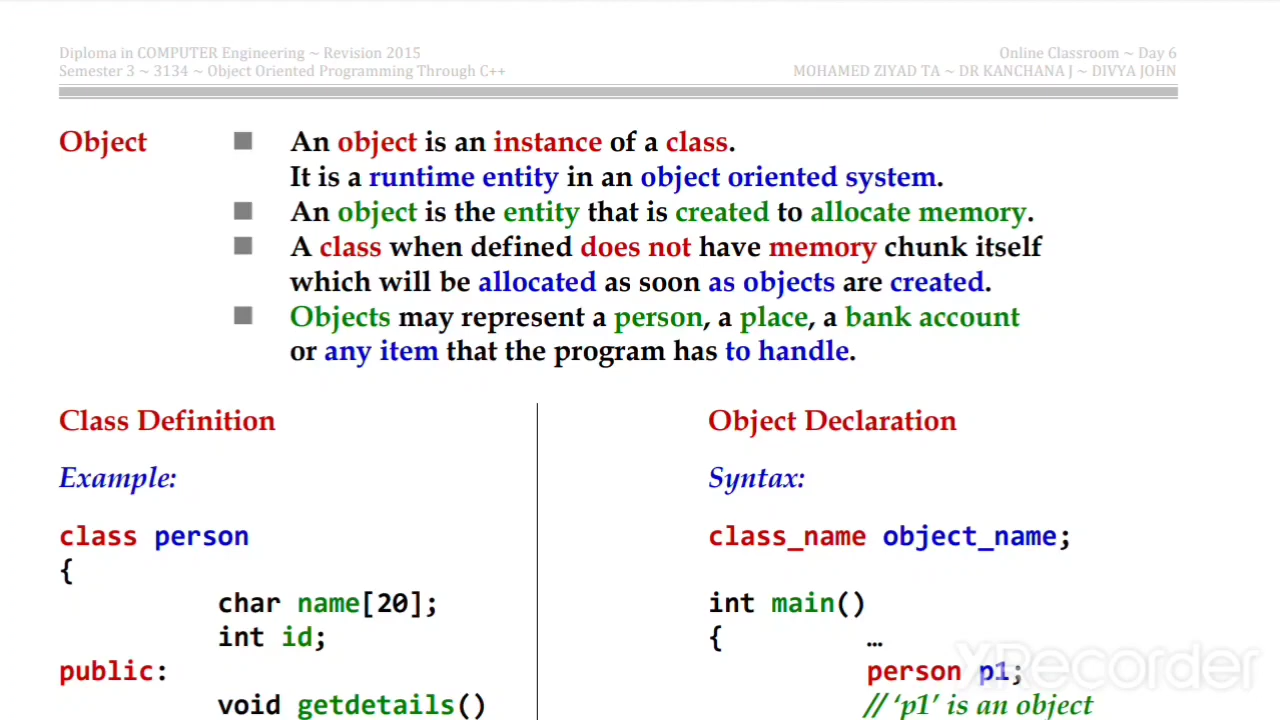 Diploma in COMPUTER Engineering ~ Revision 2015
Semester 3 ~ 3134 ~ Object Oriented Programming Through C++
Online Classroom ~ Day 6
MOHAMED ZIYAD TA ~ DR KANCHANA J ~ DIVYA JOHN
Object
An object is an instance of a class.
It is a runtime entity in an object oriented system.
An object is the entity that is created to allocate memory.
A class when defined does not have memory chunk itself
which will be allocated as soon as objects are created.
Objects may represent a person, a place, a bank account
or any item that the program has to handle.
Class Definition
Example:
class person
{
char name[20];
int id;
public:
void getdetails()
Object Declaration
Syntax:
class_name object_name;
int main()
{ …
person p1;
// ‘p1’ is an object
XRecorder